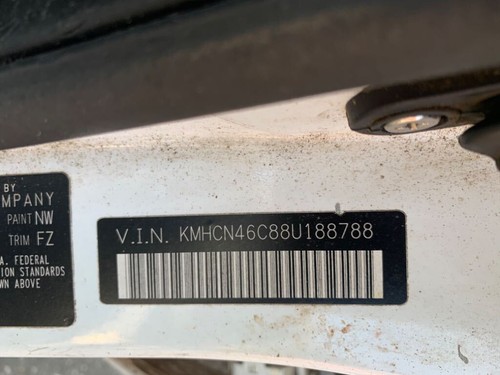 BY
MPANY
PAINT NW
TRIM FZ
A. FEDERAL
ION STANDARDS
WN ABOVE
V.I.N. KMHCN46C88U188788